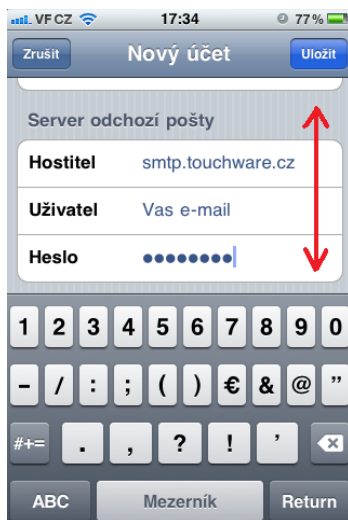 VF CZ 17:34 77%
Zrušit Nový účet Uložit
Server odchozí pošty
Hostitel smtp.touchware.cz
Uživatel Vas e-mail
Heslo ●●●●●●●●
1 2 3 4 5 6 7 8 9 0
- / : ; ( ) € & @ ”
#+= . , ? ! ’
ABC Mezerník Return